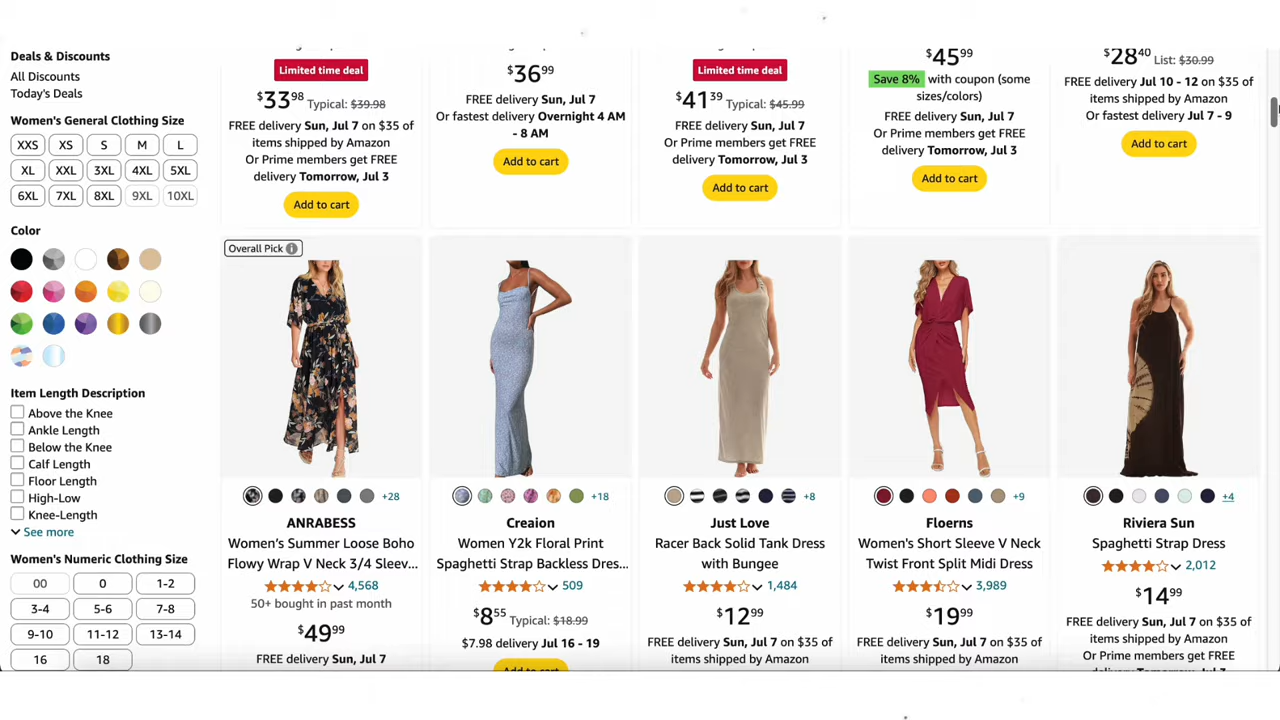 Deals & Discounts
All Discounts
Today's Deals
Women's General Clothing Size
XXS XS S M L
XL XXL 3XL 4XL 5XL
6XL 7XL 8XL 9XL 10XL
Color
Item Length Description
Above the Knee
Ankle Length
Below the Knee
Calf Length
Floor Length
High-Low
Knee-Length
See more
Women's Numeric Clothing Size
00 0 1-2
3-4 5-6 7-8
9-10 11-12 13-14
16 18
Limited time deal
$33.98 Typical: $39.98
FREE delivery Sun, Jul 7 on $35 of
items shipped by Amazon
Or Prime members get FREE
delivery Tomorrow, Jul 3
Add to cart
$36.99
FREE delivery Sun, Jul 7
Or fastest delivery Overnight 4 AM
- 8 AM
Add to cart
Limited time deal
$41.39 Typical: $45.99
FREE delivery Sun, Jul 7 on $35 of
items shipped by Amazon
Or Prime members get FREE
delivery Tomorrow, Jul 3
Add to cart
$45.99
Save 8% with coupon (some
sizes/colors)
FREE delivery Sun, Jul 7
Or Prime members get FREE
delivery Tomorrow, Jul 3
Add to cart
$28.40 List: $30.99
FREE delivery Jul 10 - 12 on $35 of
items shipped by Amazon
Or fastest delivery Jul 7 - 9
Add to cart
Overall Pick
+28
ANRABESS
Women's Summer Loose Boho
Flowy Wrap V Neck 3/4 Sleev...
4,568
50+ bought in past month
$49.99
FREE delivery Sun, Jul 7
+18
Creaion
Women Y2k Floral Print
Spaghetti Strap Backless Dres...
509
$8.55 Typical: $18.99
$7.98 delivery Jul 16 - 19
Add to cart
+8
Just Love
Racer Back Solid Tank Dress
with Bungee
1,484
$12.99
FREE delivery Sun, Jul 7 on $35 of
items shipped by Amazon
+9
Floerns
Women's Short Sleeve V Neck
Twist Front Split Midi Dress
3,989
$19.99
FREE delivery Sun, Jul 7 on $35 of
items shipped by Amazon
+4
Riviera Sun
Spaghetti Strap Dress
2,012
$14.99
FREE delivery Sun, Jul 7 on $35 of
items shipped by Amazon
Or Prime members get FREE
delivery Tomorrow, Jul 3